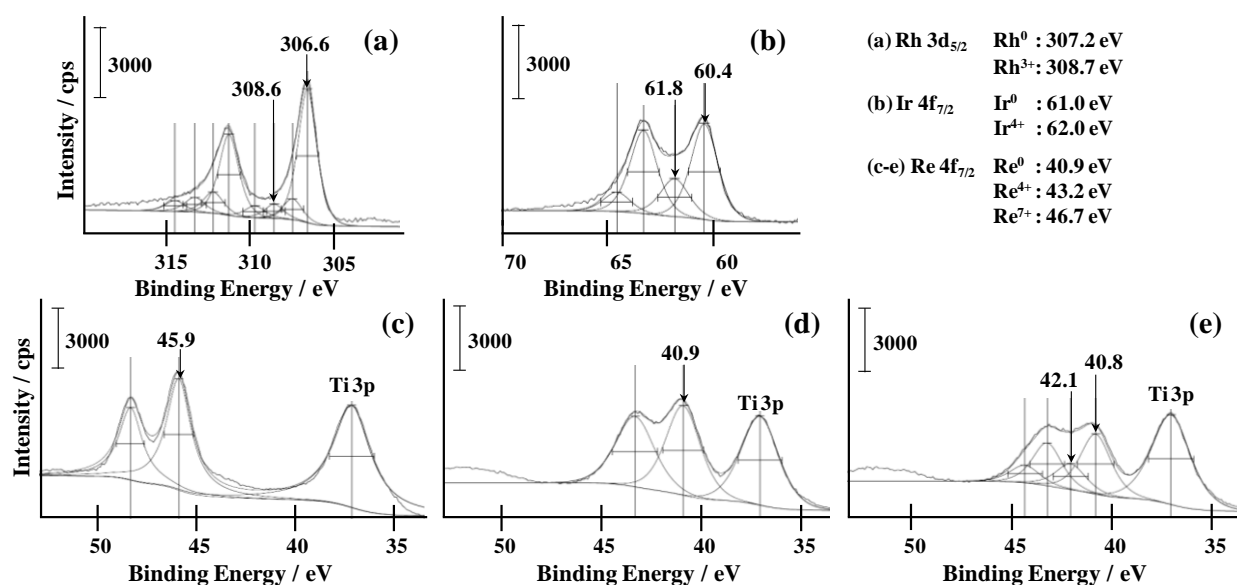 (a)
306.6
308.6
3000
Intensity / cps
315 310 305
Binding Energy / eV
(b)
60.4
61.8
3000
70 65 60
Binding Energy / eV
(a) Rh 3d5/2 Rh⁰ : 307.2 eV
Rh³⁺: 308.7 eV
(b) Ir 4f7/2 Ir⁰ : 61.0 eV
Ir⁴⁺ : 62.0 eV
(c-e) Re 4f7/2 Re⁰ : 40.9 eV
Re⁴⁺ : 43.2 eV
Re⁷⁺ : 46.7 eV
(c)
45.9
3000
Ti 3p
Intensity / cps
50 45 40 35
Binding Energy / eV
(d)
3000
40.9
Ti 3p
50 45 40 35
Binding Energy / eV
(e)
3000
40.8
42.1
Ti 3p
50 45 40 35
Binding Energy / eV